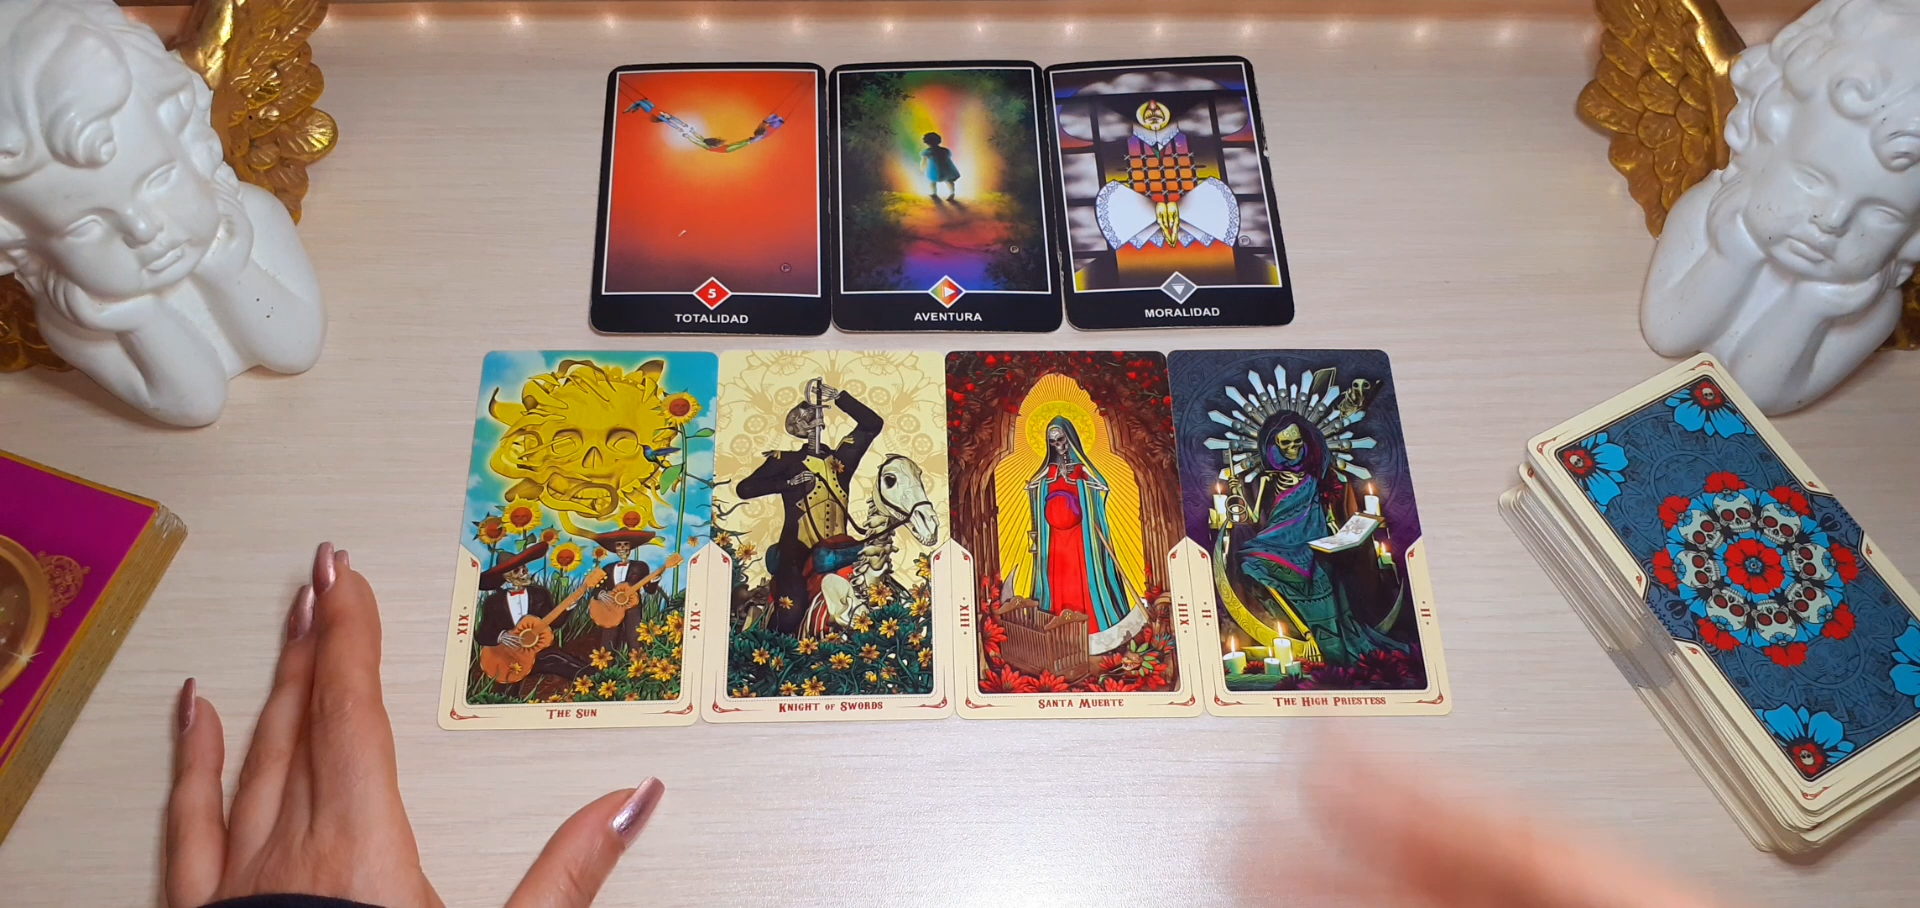 5
TOTALIDAD
AVENTURA
MORALIDAD
XIX
XIX
THE SUN
KNIGHT OF SWORDS
XIII
XIII
SANTA MUERTE
II
II
THE HIGH PRIESTESS